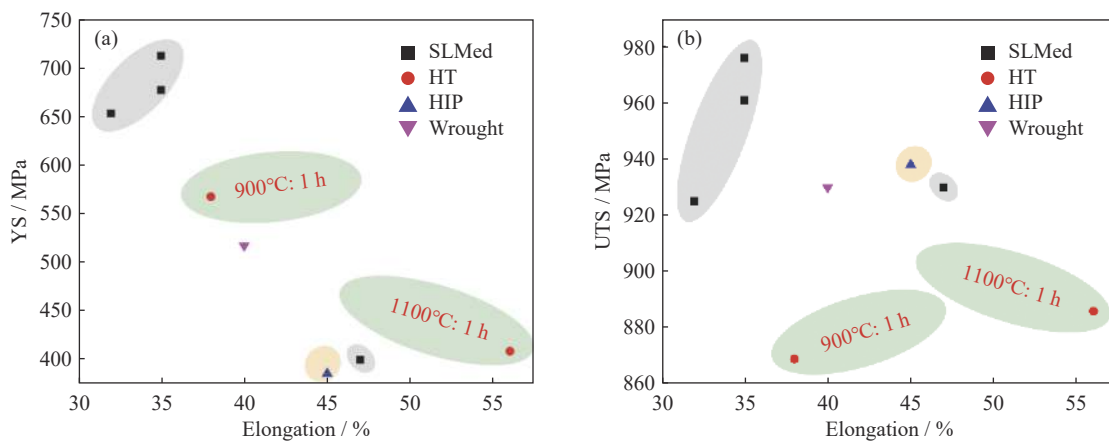 (a)
SLMed
HT
HIP
Wrought
900°C: 1 h
1100°C: 1 h
750
700
650
600
550
500
450
400
YS / MPa
30
35
40
45
50
55
Elongation / %
(b)
SLMed
HT
HIP
Wrought
1100°C: 1 h
900°C: 1 h
980
960
940
920
900
880
860
UTS / MPa
30
35
40
45
50
55
Elongation / %